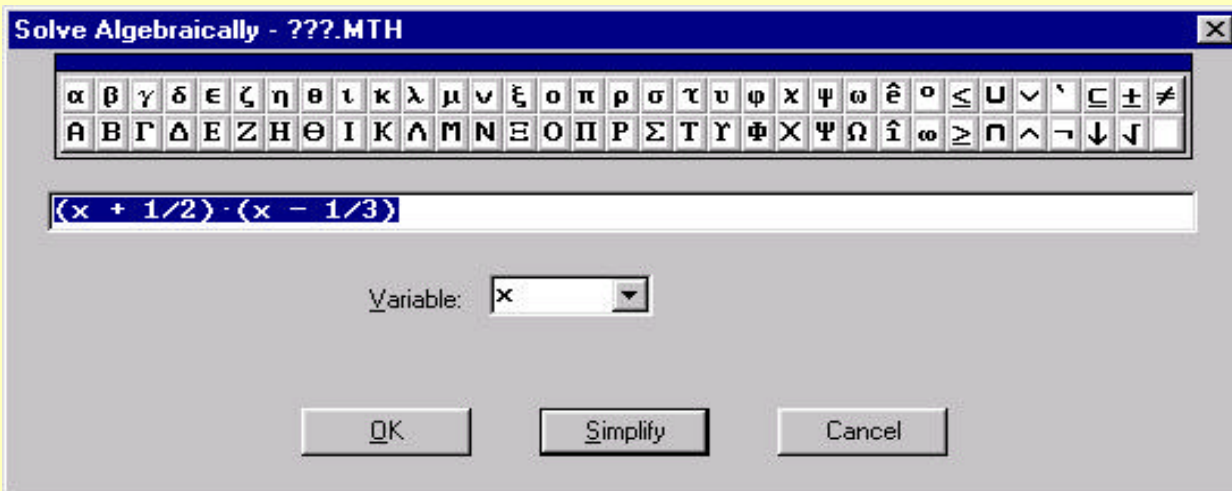 Solve Algebraically - ???.MTH
α β γ δ ε ζ η θ ι κ λ μ ν ξ ο π ρ σ τ υ φ χ ψ ω ê ° ≤ ∪ ∨ ` ⊆ ± ≠
Α Β Γ Δ Ε Ζ Η Θ Ι Κ Λ Μ Ν Ξ Ο Π Ρ Σ Τ Υ Φ Χ Ψ Ω î ∞ ≥ ∩ ∧ ¬ ↓ √
(x + 1/2)·(x - 1/3)
Variable: x
OK Simplify Cancel